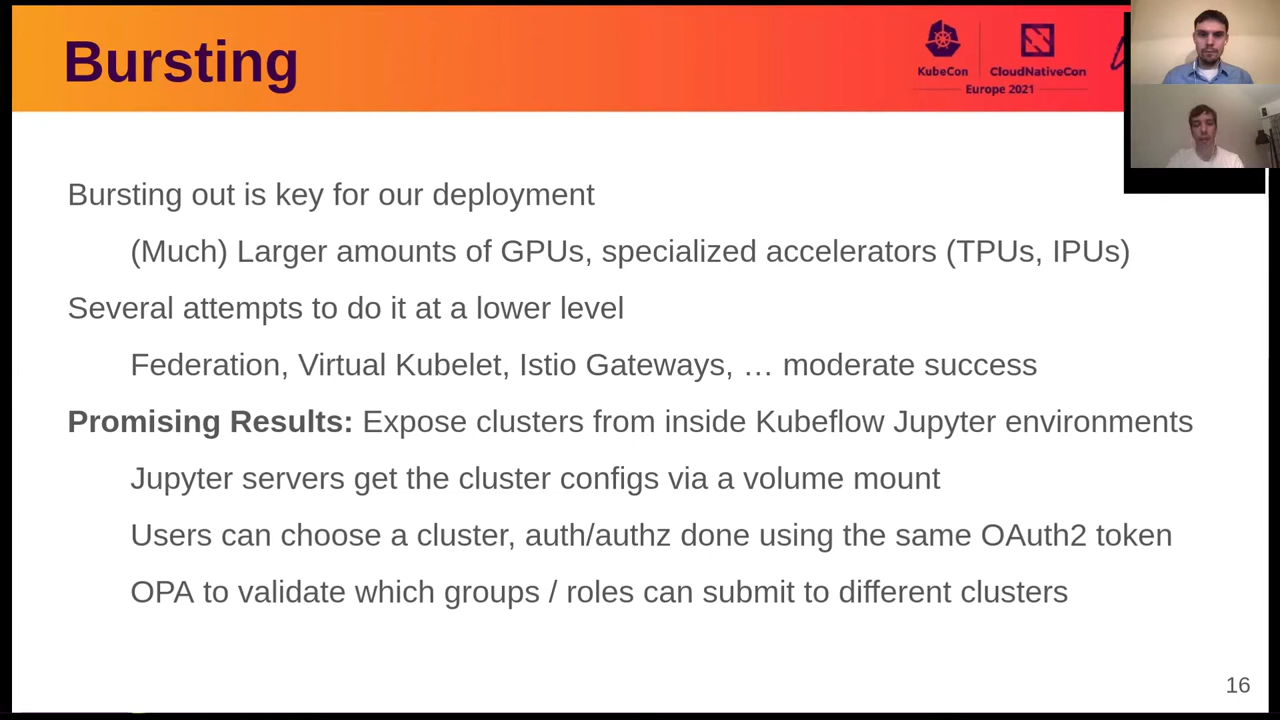 Bursting
KubeCon
CloudNativeCon
Europe 2021
Bursting out is key for our deployment
(Much) Larger amounts of GPUs, specialized accelerators (TPUs, IPUs)
Several attempts to do it at a lower level
Federation, Virtual Kubelet, Istio Gateways, … moderate success
Promising Results: Expose clusters from inside Kubeflow Jupyter environments
Jupyter servers get the cluster configs via a volume mount
Users can choose a cluster, auth/authz done using the same OAuth2 token
OPA to validate which groups / roles can submit to different clusters
16